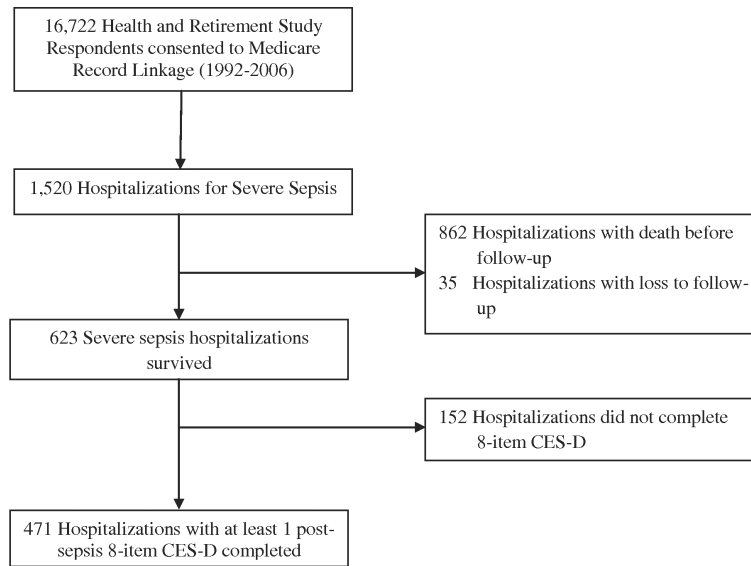 16,722 Health and Retirement Study
Respondents consented to Medicare
Record Linkage (1992-2006)
1,520 Hospitalizations for Severe Sepsis
862 Hospitalizations with death before
follow-up
35 Hospitalizations with loss to follow-
up
623 Severe sepsis hospitalizations
survived
152 Hospitalizations did not complete
8-item CES-D
471 Hospitalizations with at least 1 post-
sepsis 8-item CES-D completed